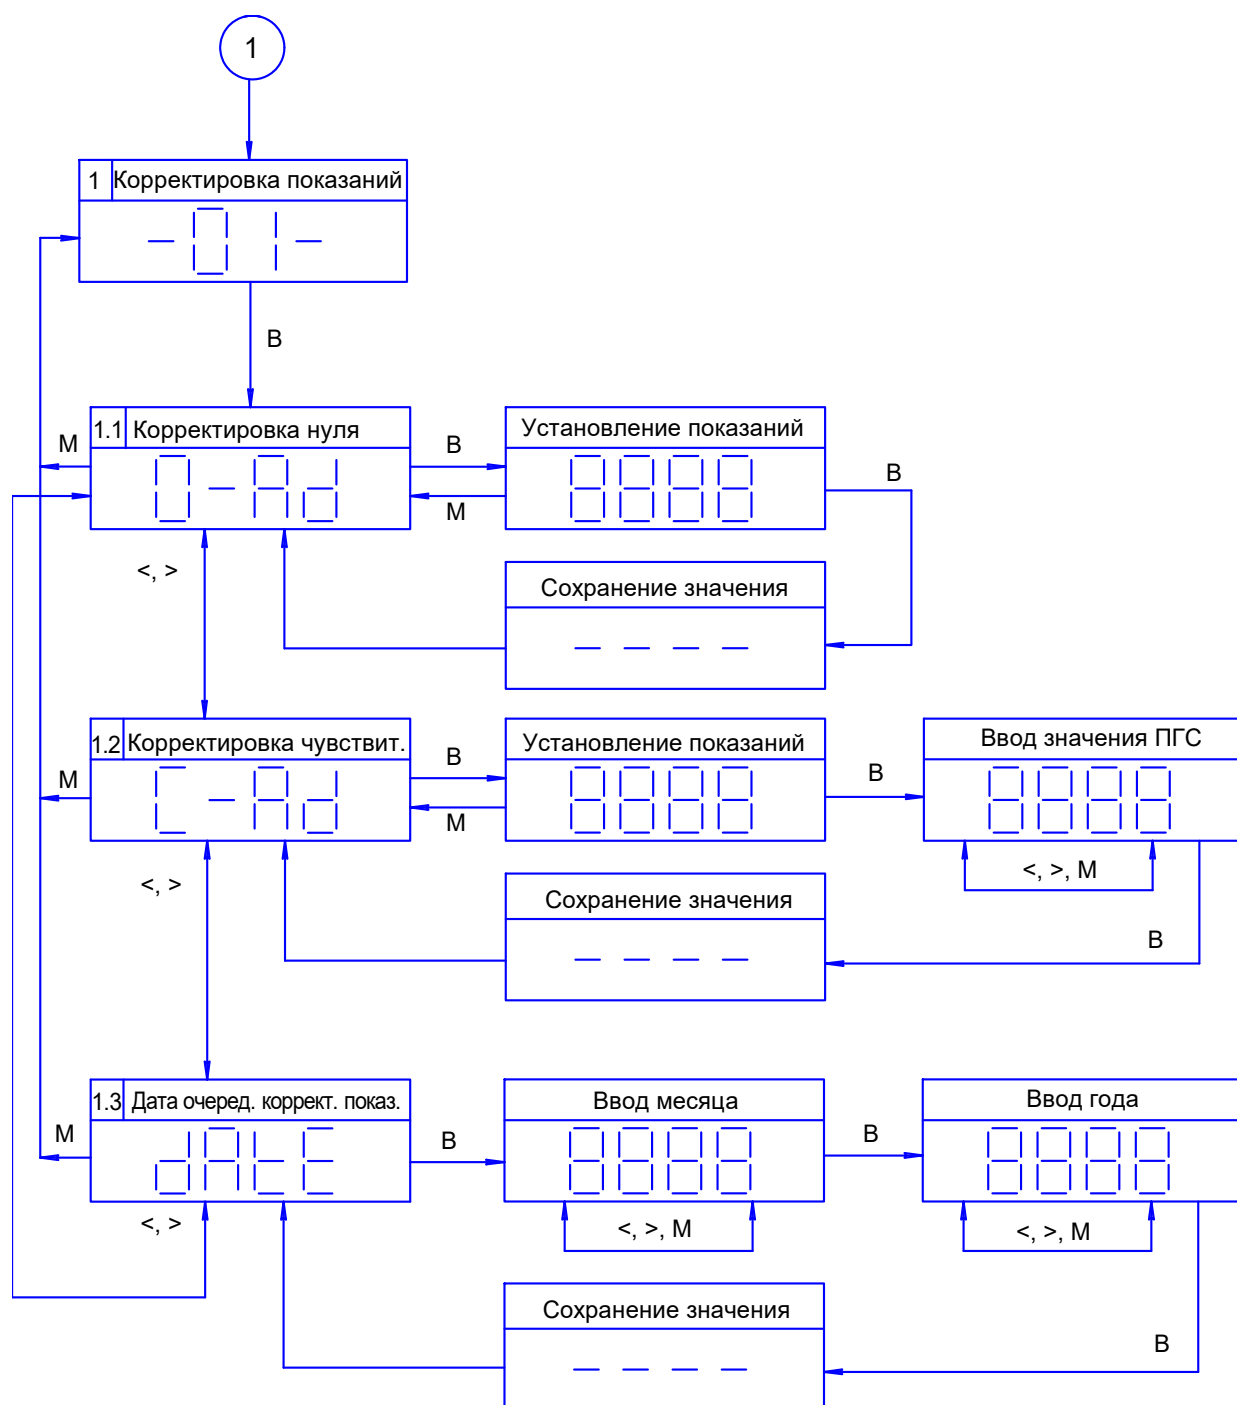 1
1 Корректировка показаний
-01-
В
1.1 Корректировка нуля
0-Ad
М
В
М
Установление показаний
8888
В
<, >
Сохранение значения
- - - -
1.2 Корректировка чувствит.
C-Ad
М
В
М
Установление показаний
8888
В
Ввод значения ПГС
8888
<, >, М
<, >
Сохранение значения
- - - -
В
1.3 Дата очеред. коррект. показ.
dAtE
М
В
Ввод месяца
8888
<, >, М
В
Ввод года
8888
<, >, М
<, >
Сохранение значения
- - - -
В